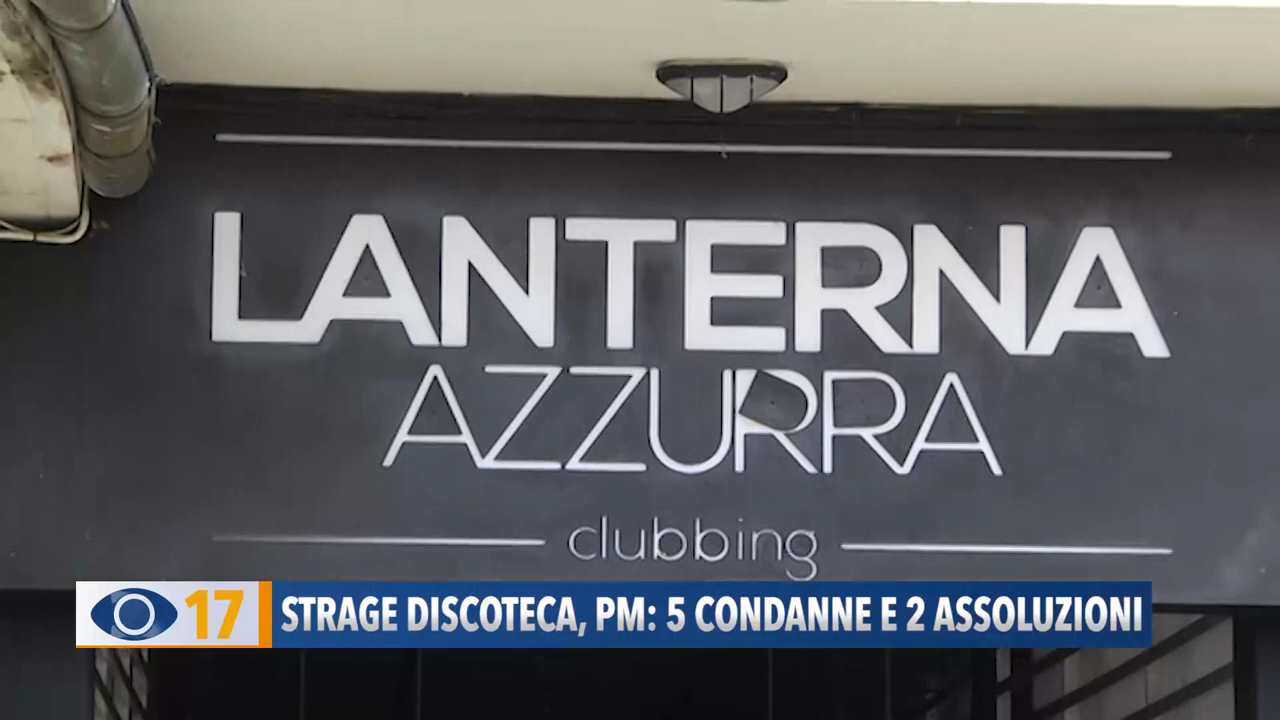 LANTERNA
AZZURRA
clubbing
17 STRAGE DISCOTECA, PM: 5 CONDANNE E 2 ASSOLUZIONI